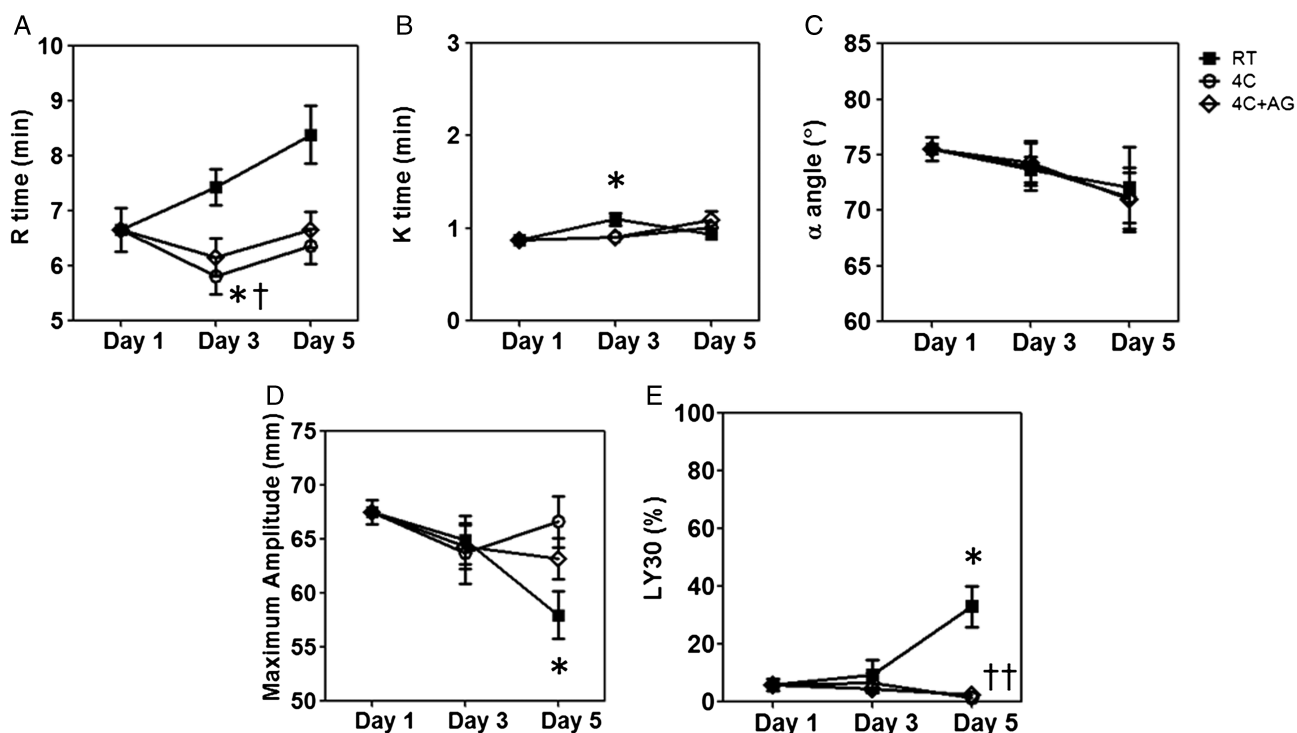 A
R time (min)
10
8
7
6
5
Day 1 Day 3 Day 5
*†
B
K time (min)
3
2
1
0
Day 1 Day 3 Day 5
*
C
α angle (°)
85
80
75
70
65
60
Day 1 Day 3 Day 5
RT
4C
4C+AG
D
Maximum Amplitude (mm)
75
70
65
60
55
50
Day 1 Day 3 Day 5
*
E
LY30 (%)
100
80
60
40
20
0
Day 1 Day 3 Day 5
*
††